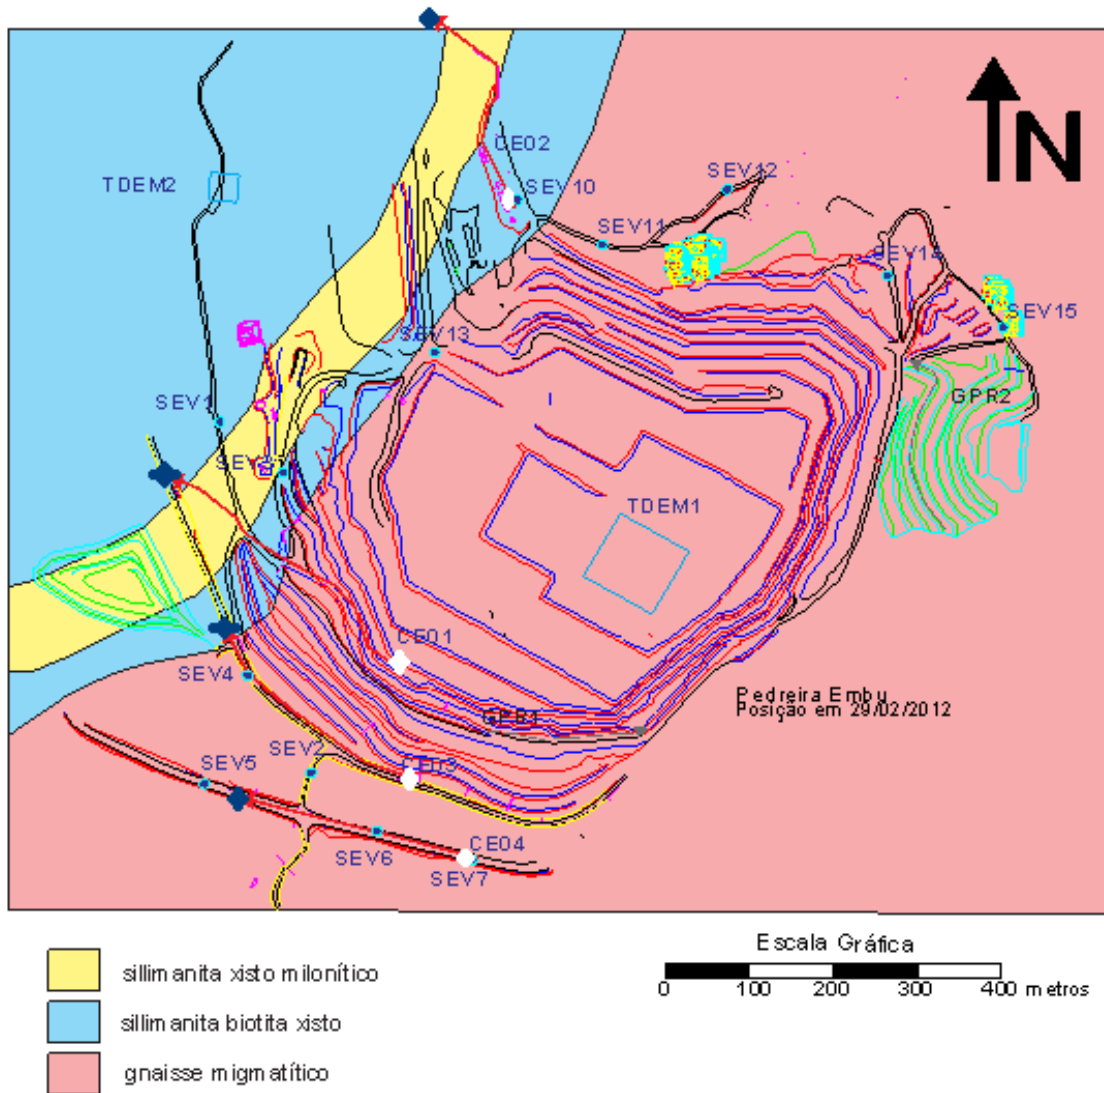 N
CE02
TDEM2
SEV10
SEV12
SEV11
SEV14
SEV15
SEV13
GPR2
SEV1
TDEM1
CE01
SEV4
Pedreira Embu
Posição em 29/02/2012
GPR1
SEV2
SEV5
CE03
CE04
SEV6
SEV7
Escala Gráfica
0 100 200 300 400 metros
sillimanita xisto milonítico
sillimanita biotita xisto
gnaisse migmatítico